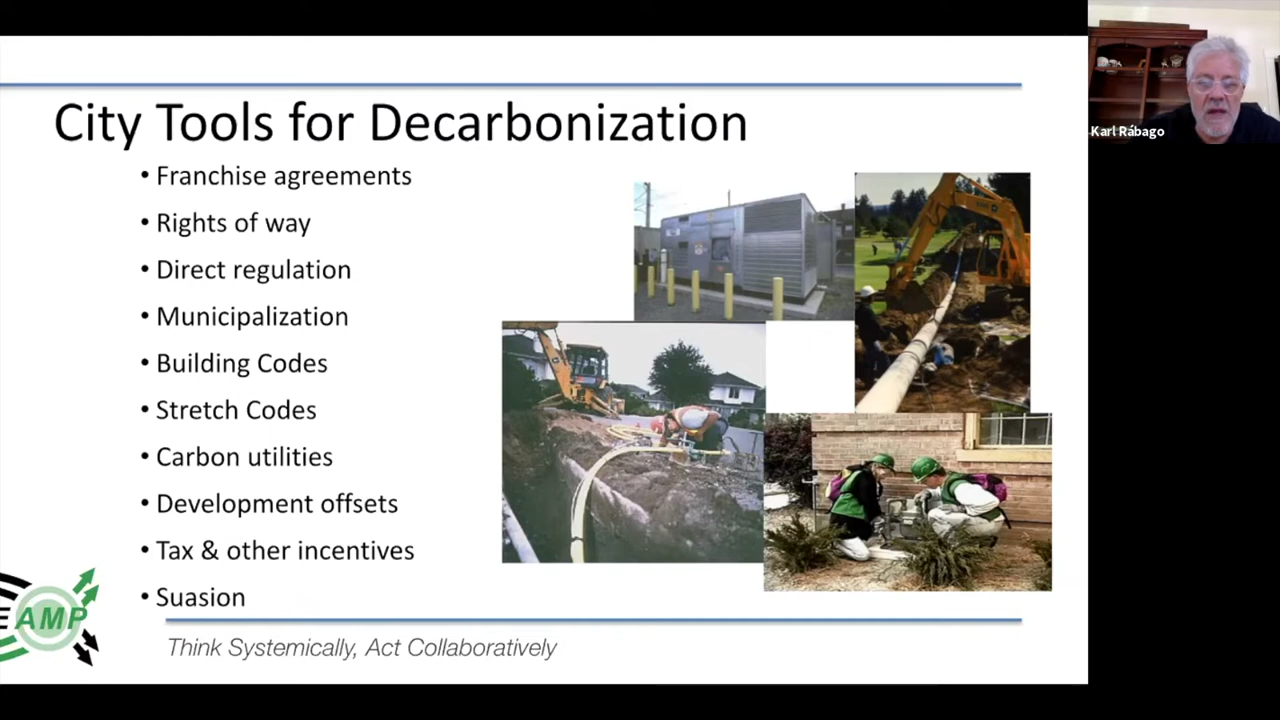 City Tools for Decarbonization
• Franchise agreements
• Rights of way
• Direct regulation
• Municipalization
• Building Codes
• Stretch Codes
• Carbon utilities
• Development offsets
• Tax & other incentives
• Suasion
E AMP
Think Systemically, Act Collaboratively
Karl Rábago